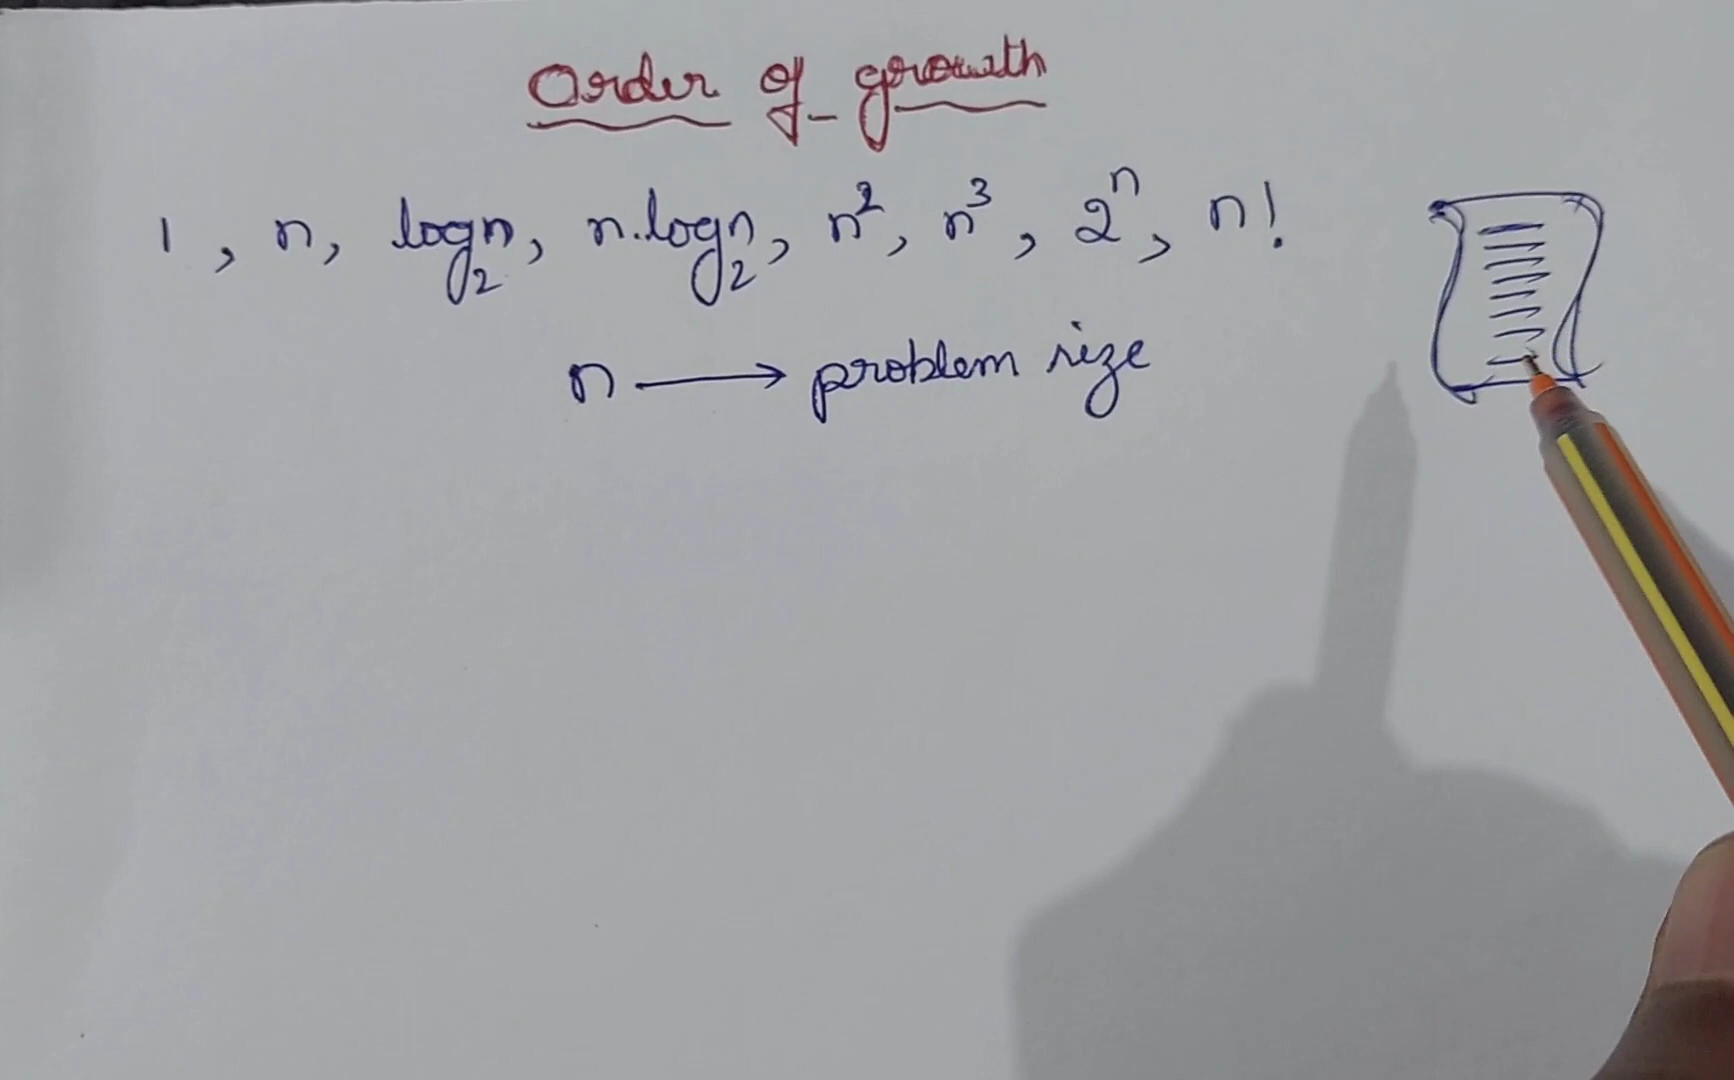 Order of growth
1, n, log₂n, n.log₂n, n², n³, 2ⁿ, n!
n → problem size